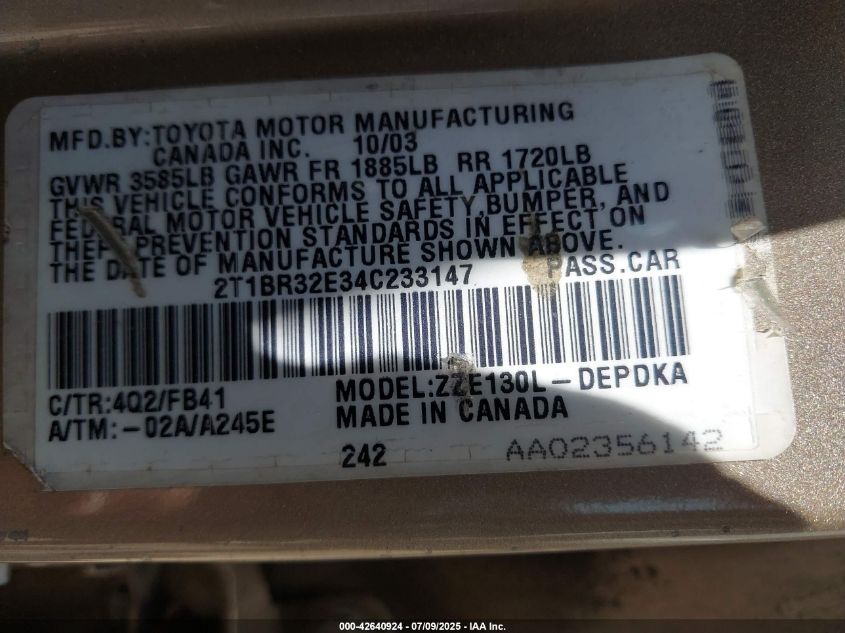 MFD.BY:TOYOTA MOTOR MANUFACTURING
CANADA INC. 10/03
GVWR 3585LB GAWR FR 1885LB RR 1720LB
THIS VEHICLE CONFORMS TO ALL APPLICABLE
FEDERAL MOTOR VEHICLE SAFETY,BUMPER, AND
THEFT PREVENTION STANDARDS IN EFFECT ON
THE DATE OF MANUFACTURE SHOWN ABOVE.
2T1BR32E34C233147 PASS.CAR
C/TR:4Q2/FB41 MODEL:ZZE130L-DEPDKA
A/TM:-02A/A245E MADE IN CANADA
242 AA02356142
000-42640924 - 07/09/2025 - IAA Inc.